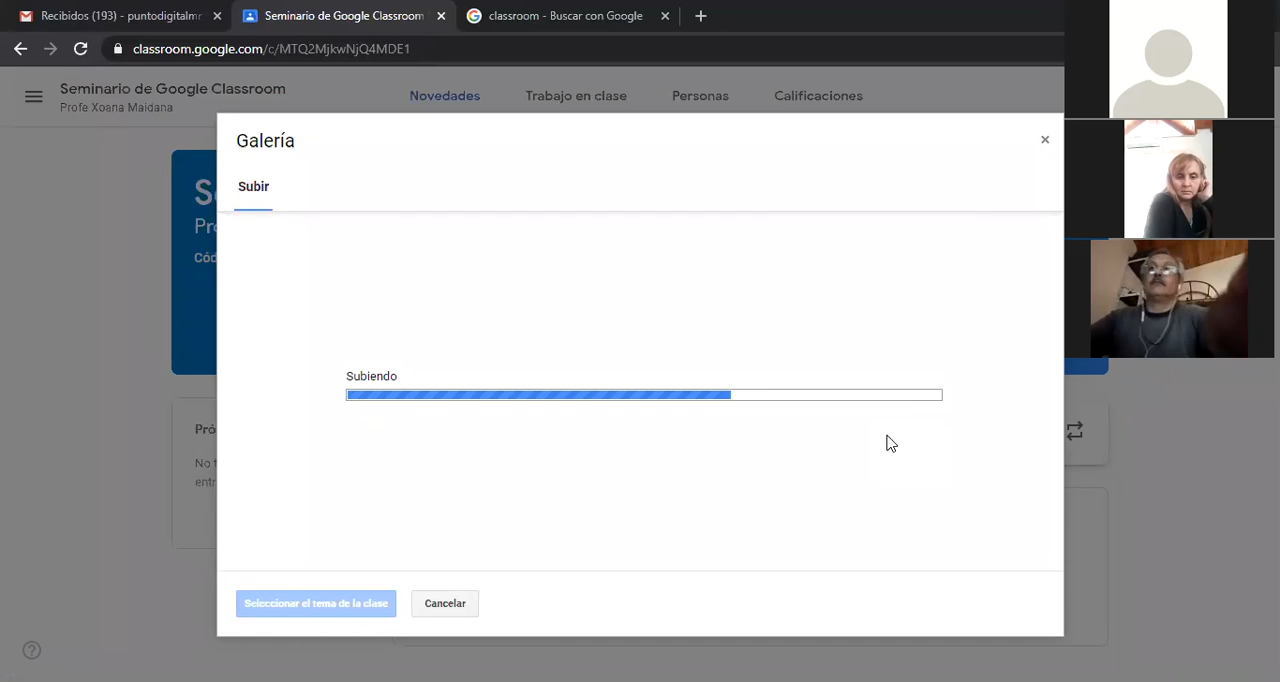 Recibidos (193) - puntodigitalmr
Seminario de Google Classroom
classroom - Buscar con Google
classroom.google.com/c/MTQ2MjkwNjQ4MDE1
Seminario de Google Classroom
Profe Xoana Maidana
Novedades
Trabajo en clase
Personas
Calificaciones
Galería
Subir
Subiendo
Seleccionar el tema de la clase
Cancelar